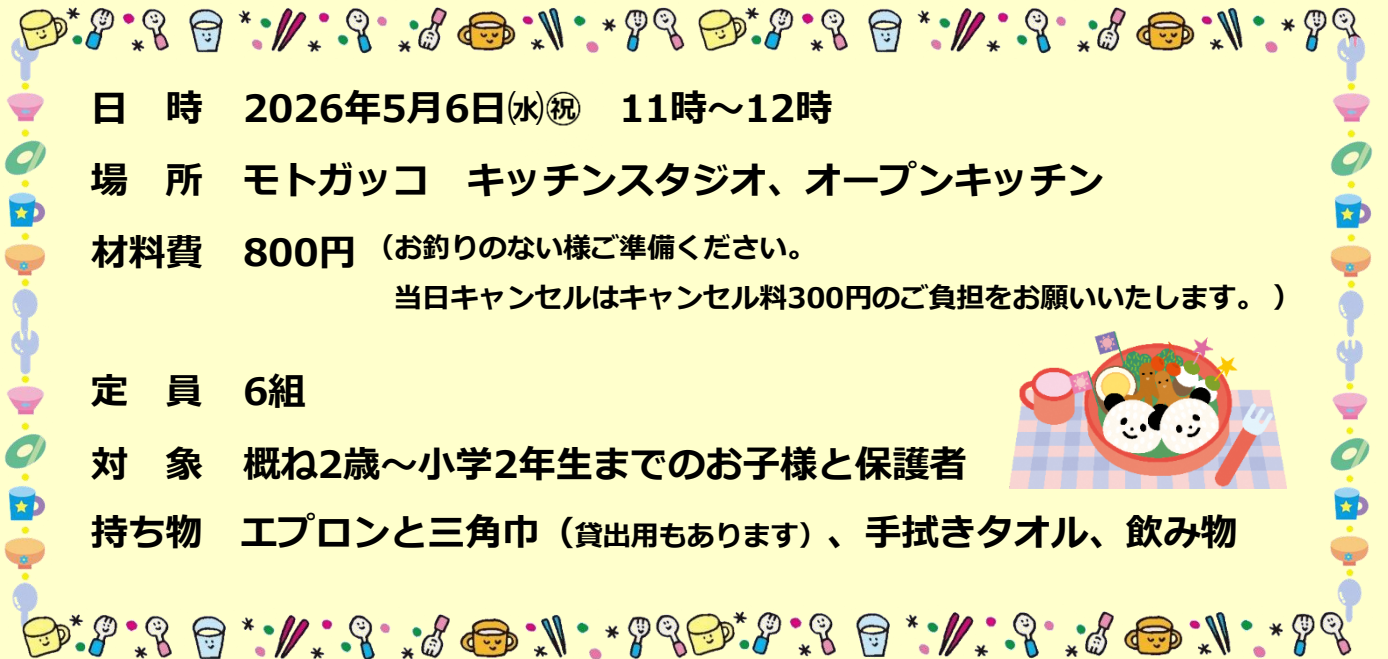 日　時　2026年5月6日㈬㊗　11時～12時
場　所　モトガッコ　キッチンスタジオ、オープンキッチン
材料費　800円（お釣りのない様ご準備ください。
当日キャンセルはキャンセル料300円のご負担をお願いいたします。 ）
定　員　6組
対　象　概ね2歳～小学2年生までのお子様と保護者
持ち物　エプロンと三角巾（貸出用もあります）、手拭きタオル、飲み物